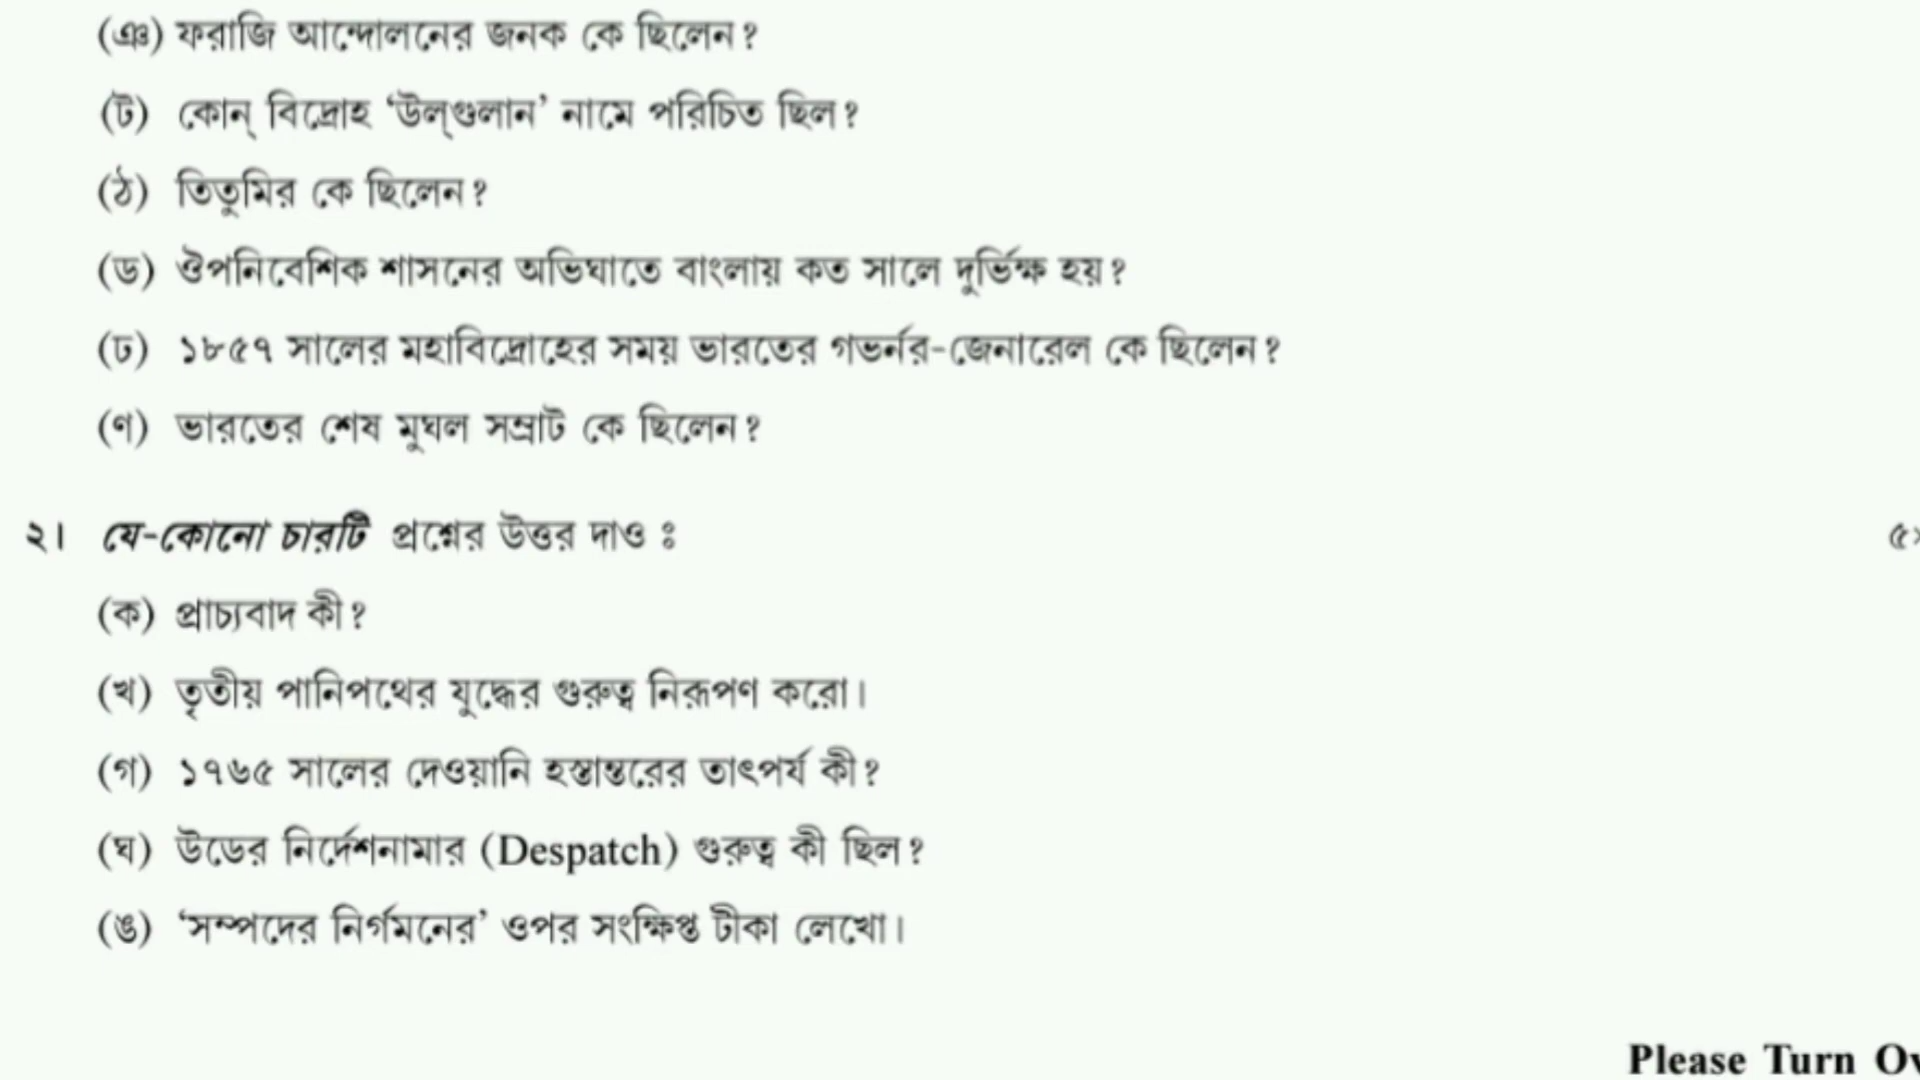 (ঞ) ফরাজি আন্দোলনের জনক কে ছিলেন?
(ট) কোন্ বিদ্রোহ ‘উল্‌গুলান’ নামে পরিচিত ছিল?
(ঠ) তিতুমির কে ছিলেন?
(ড) ঔপনিবেশিক শাসনের অভিঘাতে বাংলায় কত সালে দুর্ভিক্ষ হয়?
(ঢ) ১৮৫৭ সালের মহাবিদ্রোহের সময় ভারতের গভর্নর-জেনারেল কে ছিলেন?
(ণ) ভারতের শেষ মুঘল সম্রাট কে ছিলেন?
২। যে-কোনো চারটি প্রশ্নের উত্তর দাও ঃ ৫×
(ক) প্রাচ্যবাদ কী?
(খ) তৃতীয় পানিপথের যুদ্ধের গুরুত্ব নিরূপণ করো।
(গ) ১৭৬৫ সালের দেওয়ানি হস্তান্তরের তাৎপর্য কী?
(ঘ) উডের নির্দেশনামার (Despatch) গুরুত্ব কী ছিল?
(ঙ) ‘সম্পদের নির্গমনের’ ওপর সংক্ষিপ্ত টীকা লেখো।
Please Turn